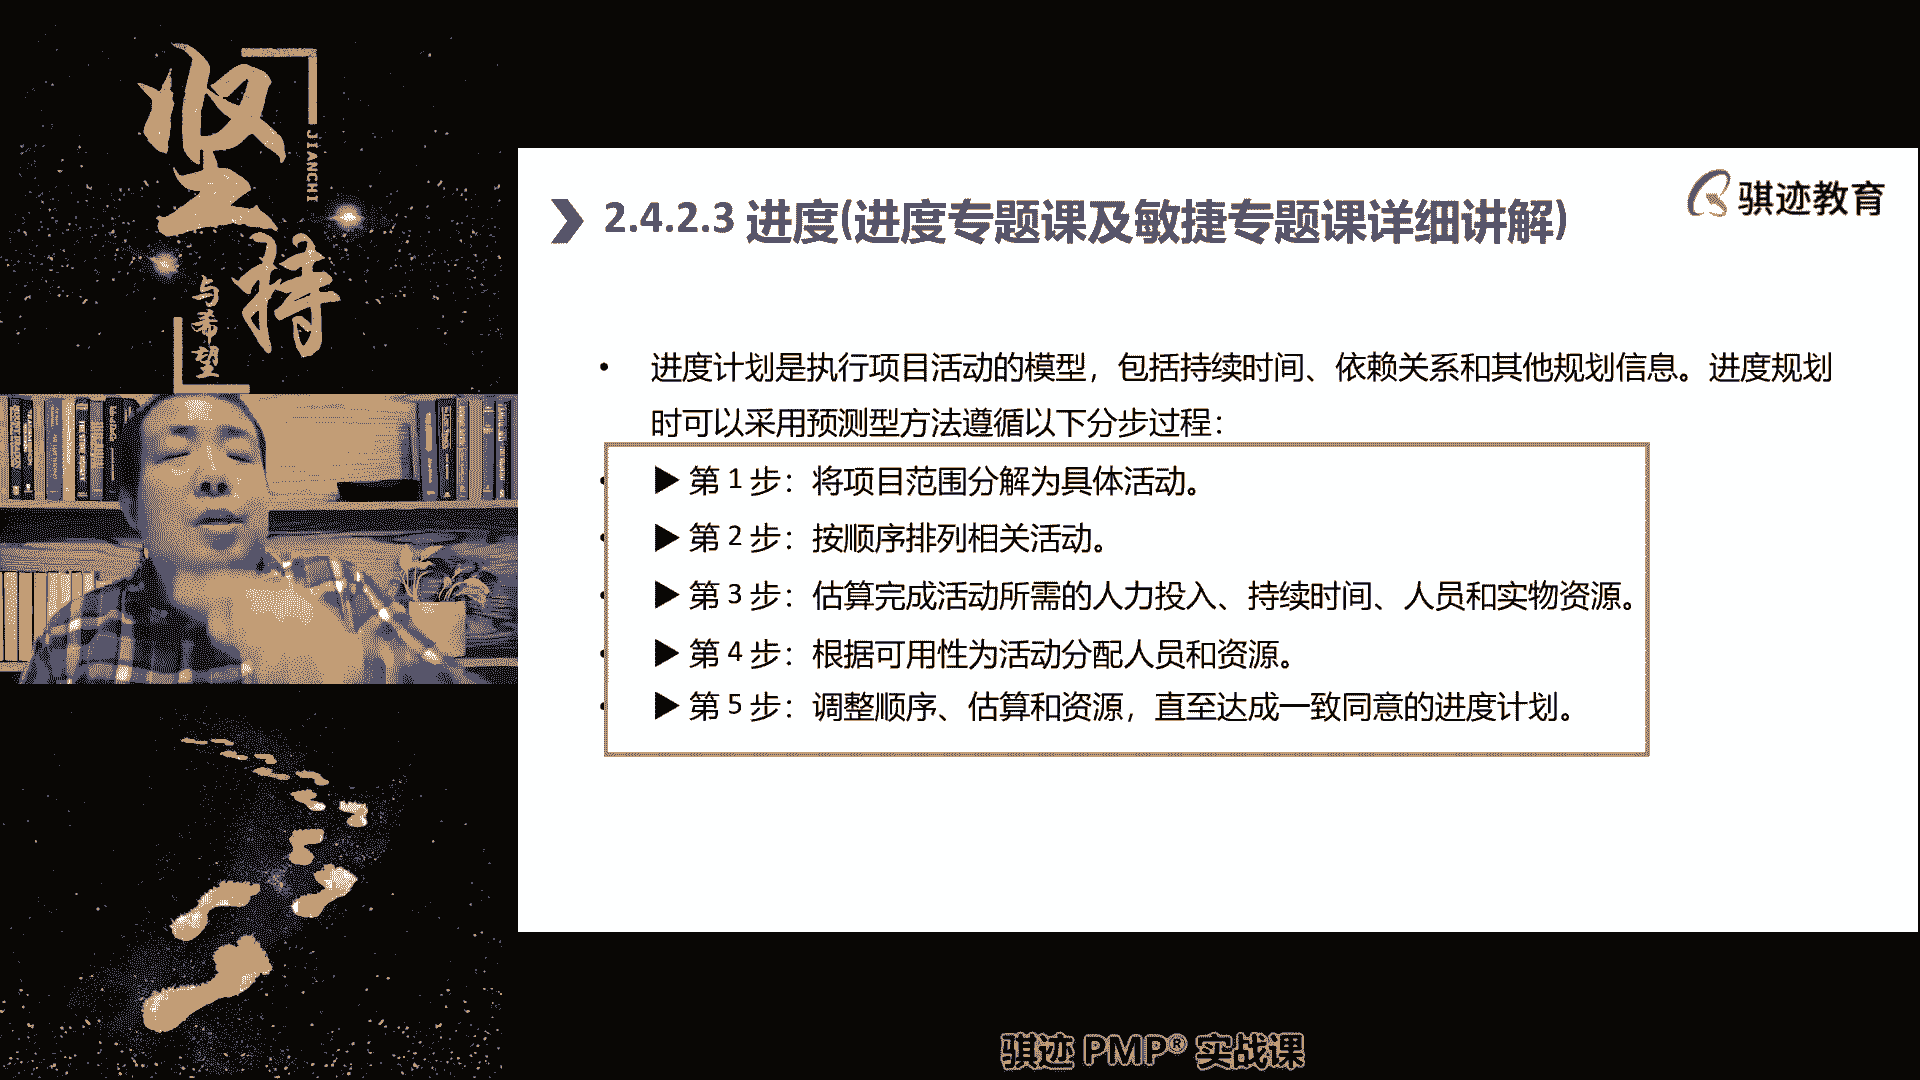 坚持
JIANCHI
与希望
骐迹教育
2.4.2.3 进度(进度专题课及敏捷专题课详细讲解)
• 进度计划是执行项目活动的模型，包括持续时间、依赖关系和其他规划信息。进度规划
时可以采用预测型方法遵循以下分步过程：
▶ 第 1 步：将项目范围分解为具体活动。
▶ 第 2 步：按顺序排列相关活动。
▶ 第 3 步：估算完成活动所需的人力投入、持续时间、人员和实物资源。
▶ 第 4 步：根据可用性为活动分配人员和资源。
▶ 第 5 步：调整顺序、估算和资源，直至达成一致同意的进度计划。
骐迹 PMP® 实战课